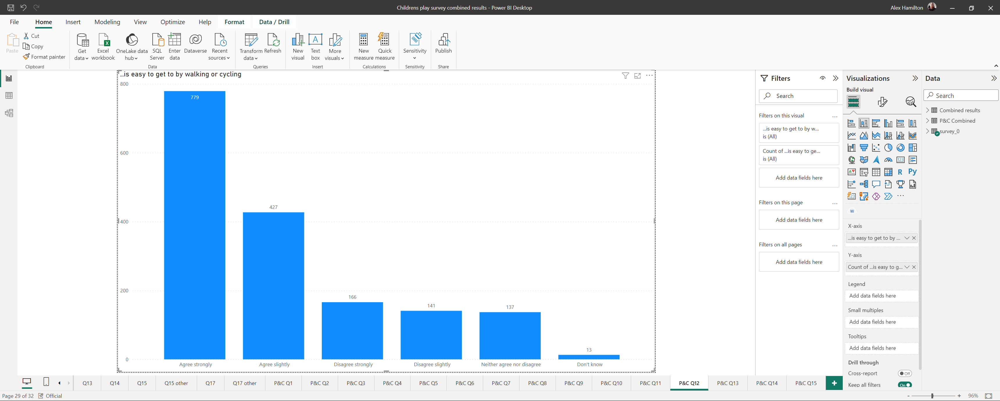 Childrens play survey combined results - Power BI Desktop
Alex Hamilton
File
Home
Insert
Modeling
View
Optimize
Help
Format
Data / Drill
Paste
Cut
Copy
Format painter
Clipboard
Get data
Excel workbook
OneLake data hub
SQL Server
Enter data
Dataverse
Recent sources
Data
Transform data
Refresh
Queries
New visual
Text box
More visuals
Insert
New measure
Quick measure
Calculations
Sensitivity
Sensitivity
Publish
Share
...is easy to get to by walking or cycling
800
600
400
200
0
779
427
166
141
137
13
Agree strongly
Agree slightly
Disagree strongly
Disagree slightly
Neither agree nor disagree
Don't know
Filters
Search
Filters on this visual
...is easy to get to by w...
is (All)
Count of ...is easy to ge...
is (All)
Add data fields here
Filters on this page
Add data fields here
Filters on all pages
Add data fields here
Visualizations
Build visual
123
R
Py
123
W
X-axis
...is easy to get to by ...
Y-axis
Count of ...is easy to g...
Legend
Add data fields here
Small multiples
Add data fields here
Tooltips
Add data fields here
Drill through
Cross-report
Off
Keep all filters
On
Data
Search
Combined results
P&C Combined
survey_0
Q13
Q14
Q15
Q15 other
Q17
Q17 other
P&C Q1
P&C Q2
P&C Q3
P&C Q4
P&C Q5
P&C Q6
P&C Q7
P&C Q8
P&C Q9
P&C Q10
P&C Q11
P&C Q12
P&C Q13
P&C Q14
P&C Q15
Page 29 of 32
Official
- +
96%